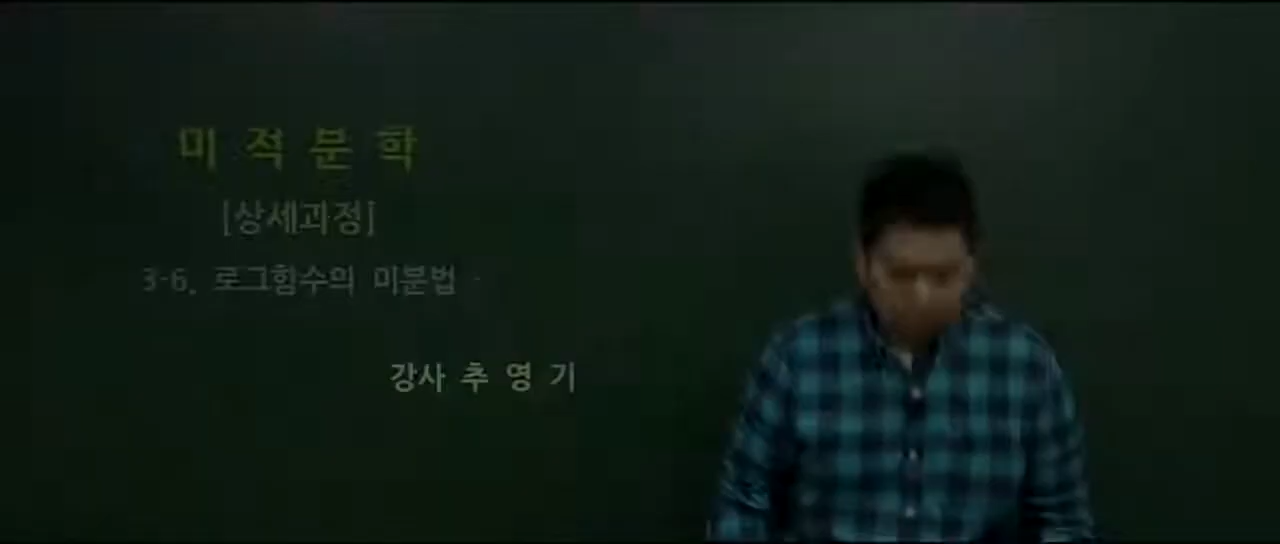 미 적 분 학
[상세과정]
3-6. 로그함수의 미분법 -
강사 추 영 기